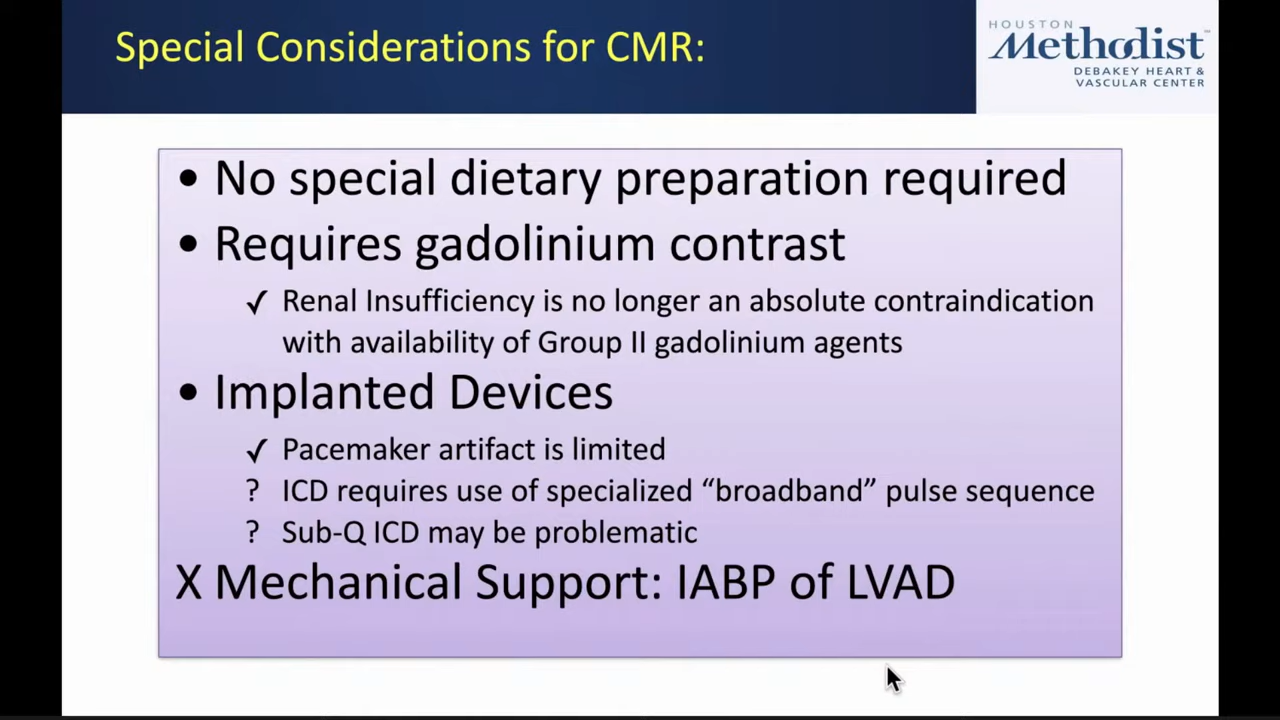 Special Considerations for CMR:
HOUSTON
Methodist™
DEBAKEY HEART &
VASCULAR CENTER
• No special dietary preparation required
• Requires gadolinium contrast
✓ Renal Insufficiency is no longer an absolute contraindication
with availability of Group II gadolinium agents
• Implanted Devices
✓ Pacemaker artifact is limited
? ICD requires use of specialized “broadband” pulse sequence
? Sub-Q ICD may be problematic
X Mechanical Support: IABP of LVAD